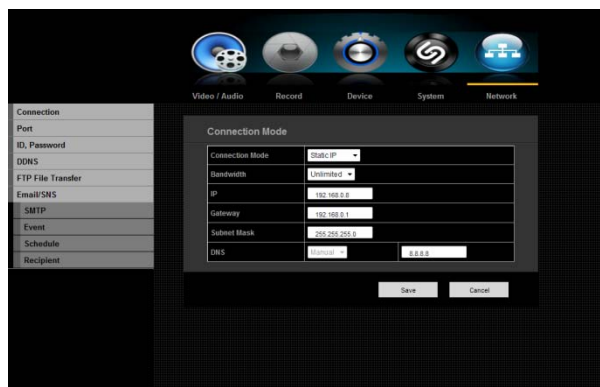 Video / Audio
Record
Device
System
Network
Connection
Port
ID, Password
DDNS
FTP File Transfer
Email/SNS
SMTP
Event
Schedule
Recipient
Connection Mode
Connection Mode Static IP
Bandwidth Unlimited
IP 192.168.0.8
Gateway 192.168.0.1
Subnet Mask 255.255.255.0
DNS Manual 8.8.8.8
Save Cancel